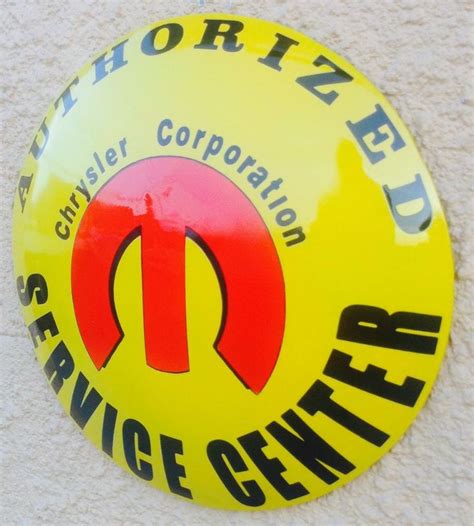 AUTHORIZED
Chrysler Corporation
SERVICE CENTER